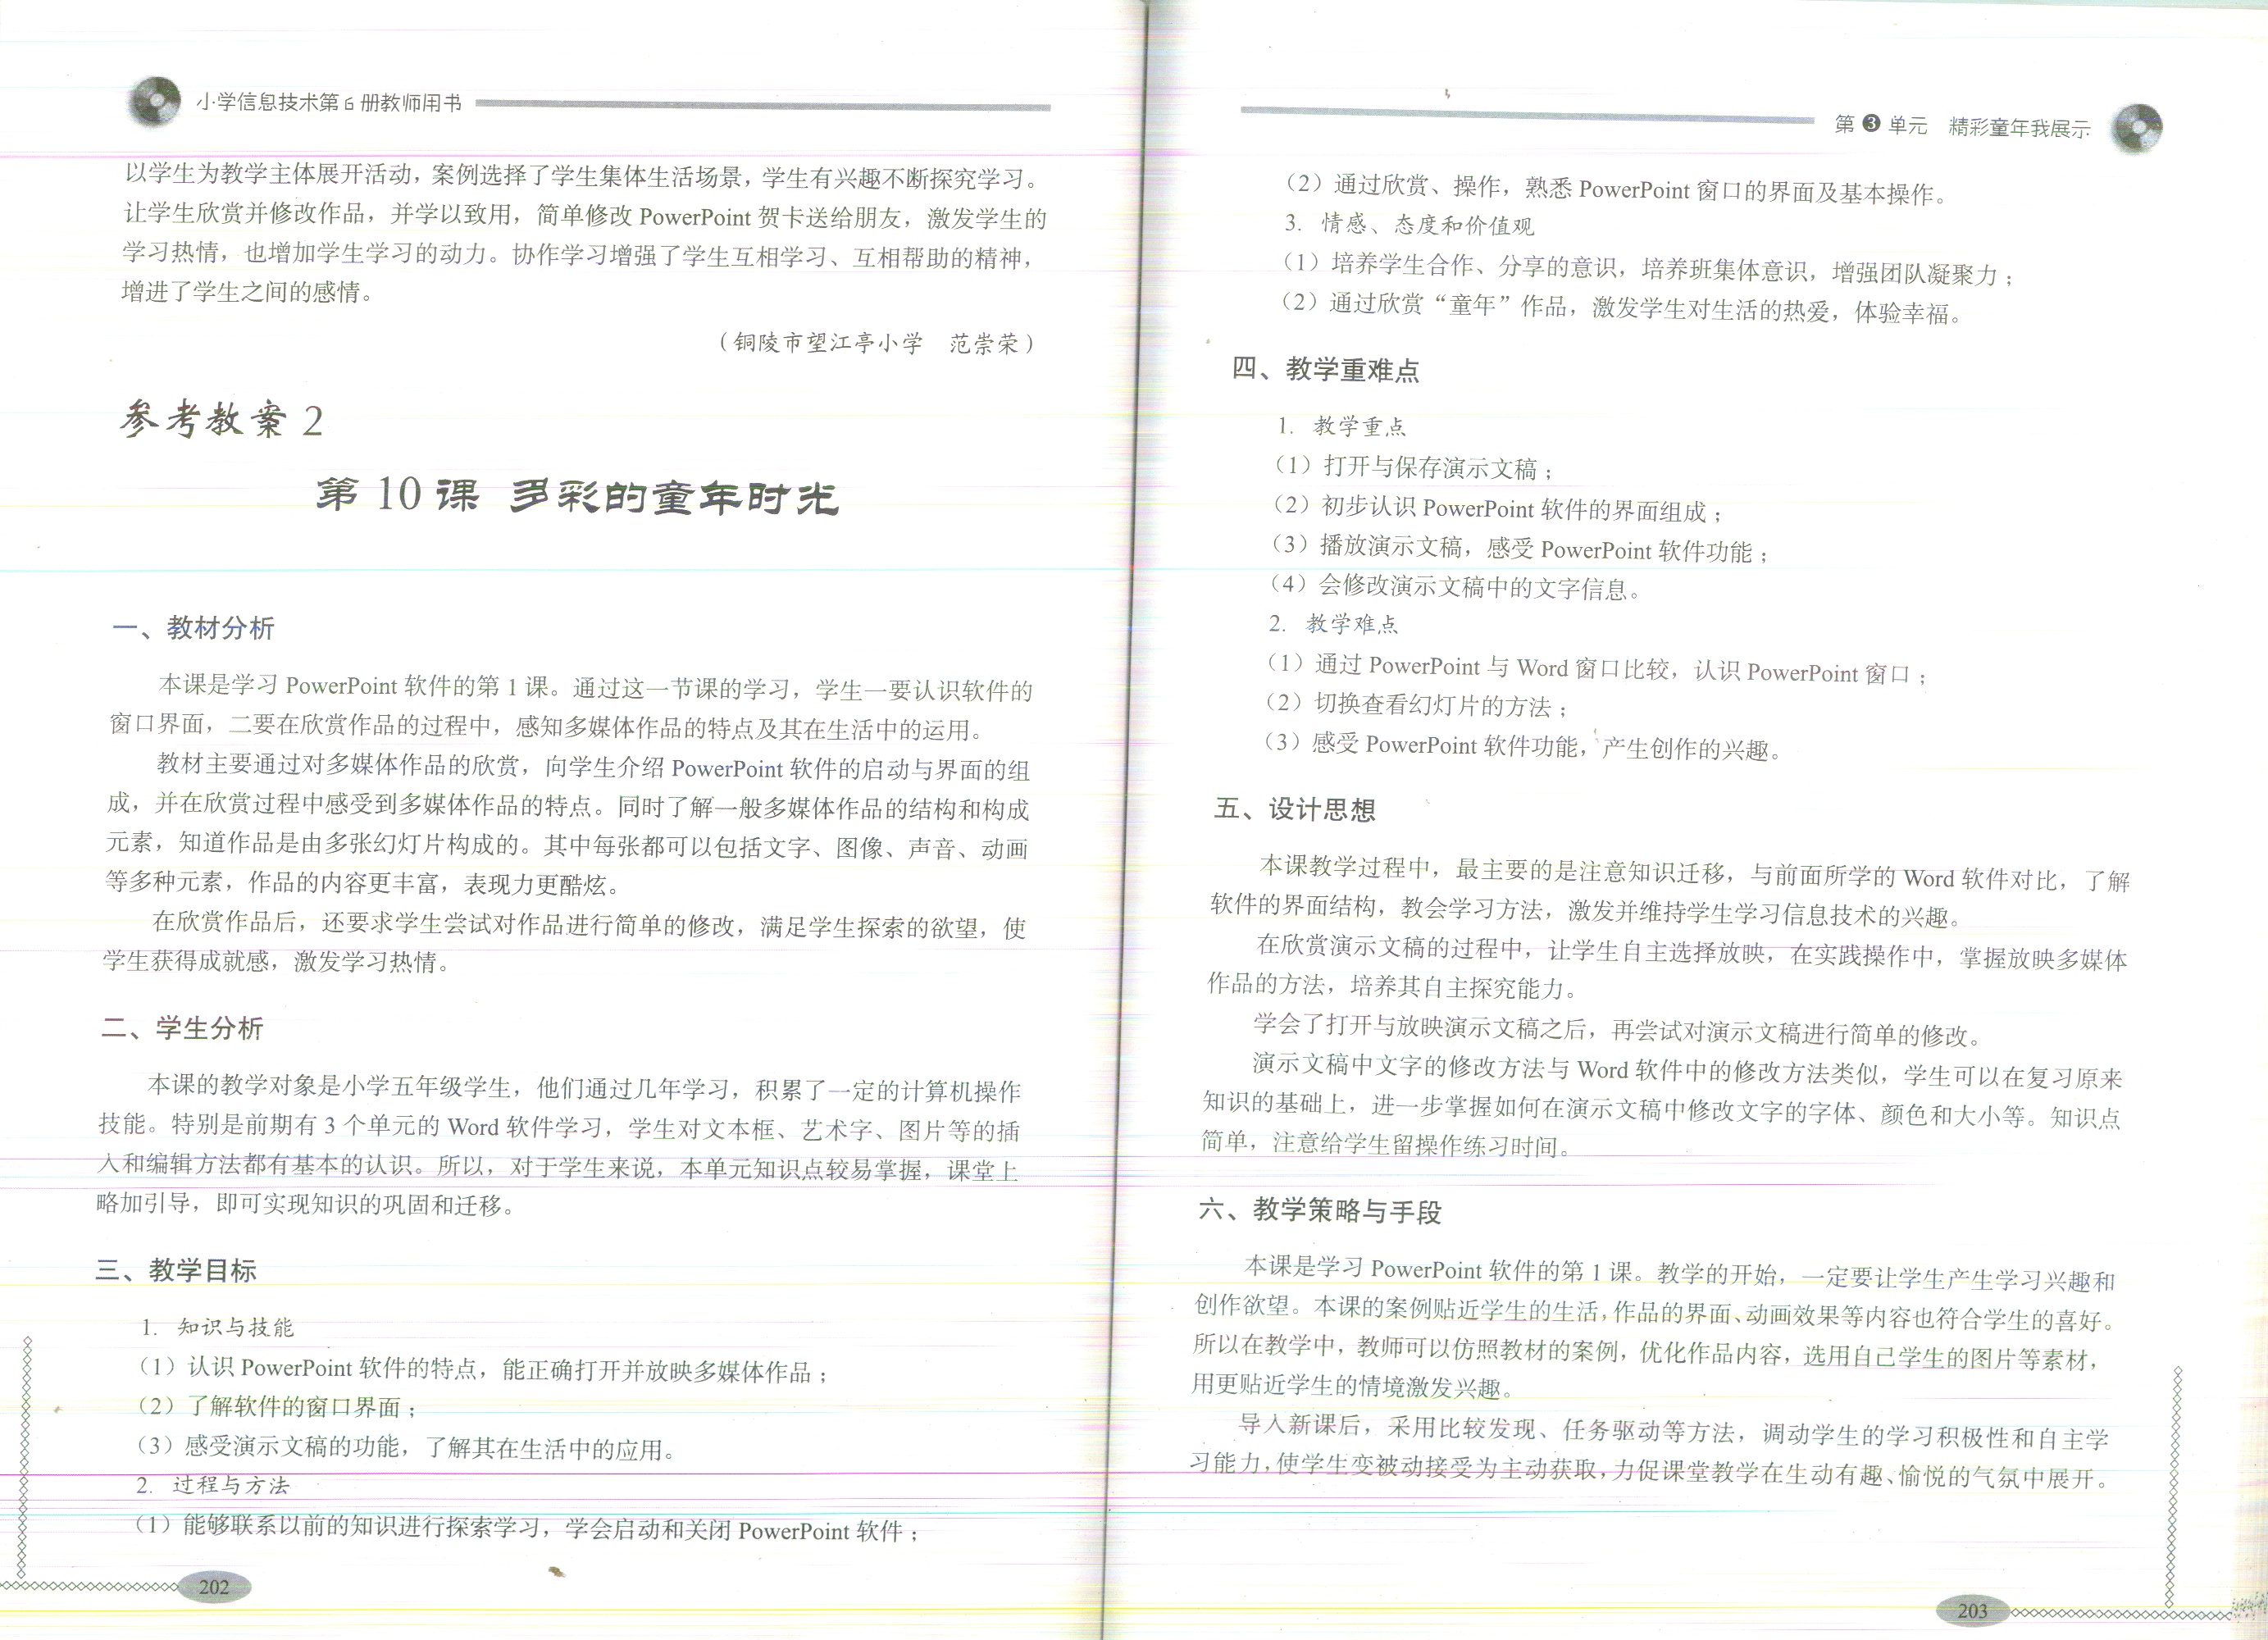 小学信息技术第6册教师用书
以学生为教学主体展开活动，案例选择了学生集体生活场景，学生有兴趣不断探究学习。
让学生欣赏并修改作品，并学以致用，简单修改 PowerPoint 贺卡送给朋友，激发学生的
学习热情，也增加学生学习的动力。协作学习增强了学生互相学习、互相帮助的精神，
增进了学生之间的感情。
（铜陵市望江亭小学　范崇荣）
参考教案 2
第 10 课 多彩的童年时光
一、教材分析
本课是学习 PowerPoint 软件的第 1 课。通过这一节课的学习，学生一要认识软件的
窗口界面，二要在欣赏作品的过程中，感知多媒体作品的特点及其在生活中的运用。
教材主要通过对多媒体作品的欣赏，向学生介绍 PowerPoint 软件的启动与界面的组
成，并在欣赏过程中感受到多媒体作品的特点。同时了解一般多媒体作品的结构和构成
元素，知道作品是由多张幻灯片构成的。其中每张都可以包括文字、图像、声音、动画
等多种元素，作品的内容更丰富，表现力更酷炫。
在欣赏作品后，还要求学生尝试对作品进行简单的修改，满足学生探索的欲望，使
学生获得成就感，激发学习热情。
二、学生分析
本课的教学对象是小学五年级学生，他们通过几年学习，积累了一定的计算机操作
技能。特别是前期有 3 个单元的 Word 软件学习，学生对文本框、艺术字、图片等的插
入和编辑方法都有基本的认识。所以，对于学生来说，本单元知识点较易掌握，课堂上
略加引导，即可实现知识的巩固和迁移。
三、教学目标
1. 知识与技能
（1）认识 PowerPoint 软件的特点，能正确打开并放映多媒体作品；
（2）了解软件的窗口界面；
（3）感受演示文稿的功能，了解其在生活中的应用。
2. 过程与方法
（1）能够联系以前的知识进行探索学习，学会启动和关闭 PowerPoint 软件；
202
第3单元　精彩童年我展示
（2）通过欣赏、操作，熟悉 PowerPoint 窗口的界面及基本操作。
3. 情感、态度和价值观
（1）培养学生合作、分享的意识，培养班集体意识，增强团队凝聚力；
（2）通过欣赏“童年”作品，激发学生对生活的热爱，体验幸福。
四、教学重难点
1. 教学重点
（1）打开与保存演示文稿；
（2）初步认识 PowerPoint 软件的界面组成；
（3）播放演示文稿，感受 PowerPoint 软件功能；
（4）会修改演示文稿中的文字信息。
2. 教学难点
（1）通过 PowerPoint 与 Word 窗口比较，认识 PowerPoint 窗口；
（2）切换查看幻灯片的方法；
（3）感受 PowerPoint 软件功能，产生创作的兴趣。
五、设计思想
本课教学过程中，最主要的是注意知识迁移，与前面所学的 Word 软件对比，了解
软件的界面结构，教会学习方法，激发并维持学生学习信息技术的兴趣。
在欣赏演示文稿的过程中，让学生自主选择放映，在实践操作中，掌握放映多媒体
作品的方法，培养其自主探究能力。
学会了打开与放映演示文稿之后，再尝试对演示文稿进行简单的修改。
演示文稿中文字的修改方法与 Word 软件中的修改方法类似，学生可以在复习原来
知识的基础上，进一步掌握如何在演示文稿中修改文字的字体、颜色和大小等。知识点
简单，注意给学生留操作练习时间。
六、教学策略与手段
本课是学习 PowerPoint 软件的第 1 课。教学的开始，一定要让学生产生学习兴趣和
创作欲望。本课的案例贴近学生的生活，作品的界面、动画效果等内容也符合学生的喜好。
所以在教学中，教师可以仿照教材的案例，优化作品内容，选用自己学生的图片等素材，
用更贴近学生的情境激发兴趣。
导入新课后，采用比较发现、任务驱动等方法，调动学生的学习积极性和自主学
习能力，使学生变被动接受为主动获取，力促课堂教学在生动有趣、愉悦的气氛中展开。
203